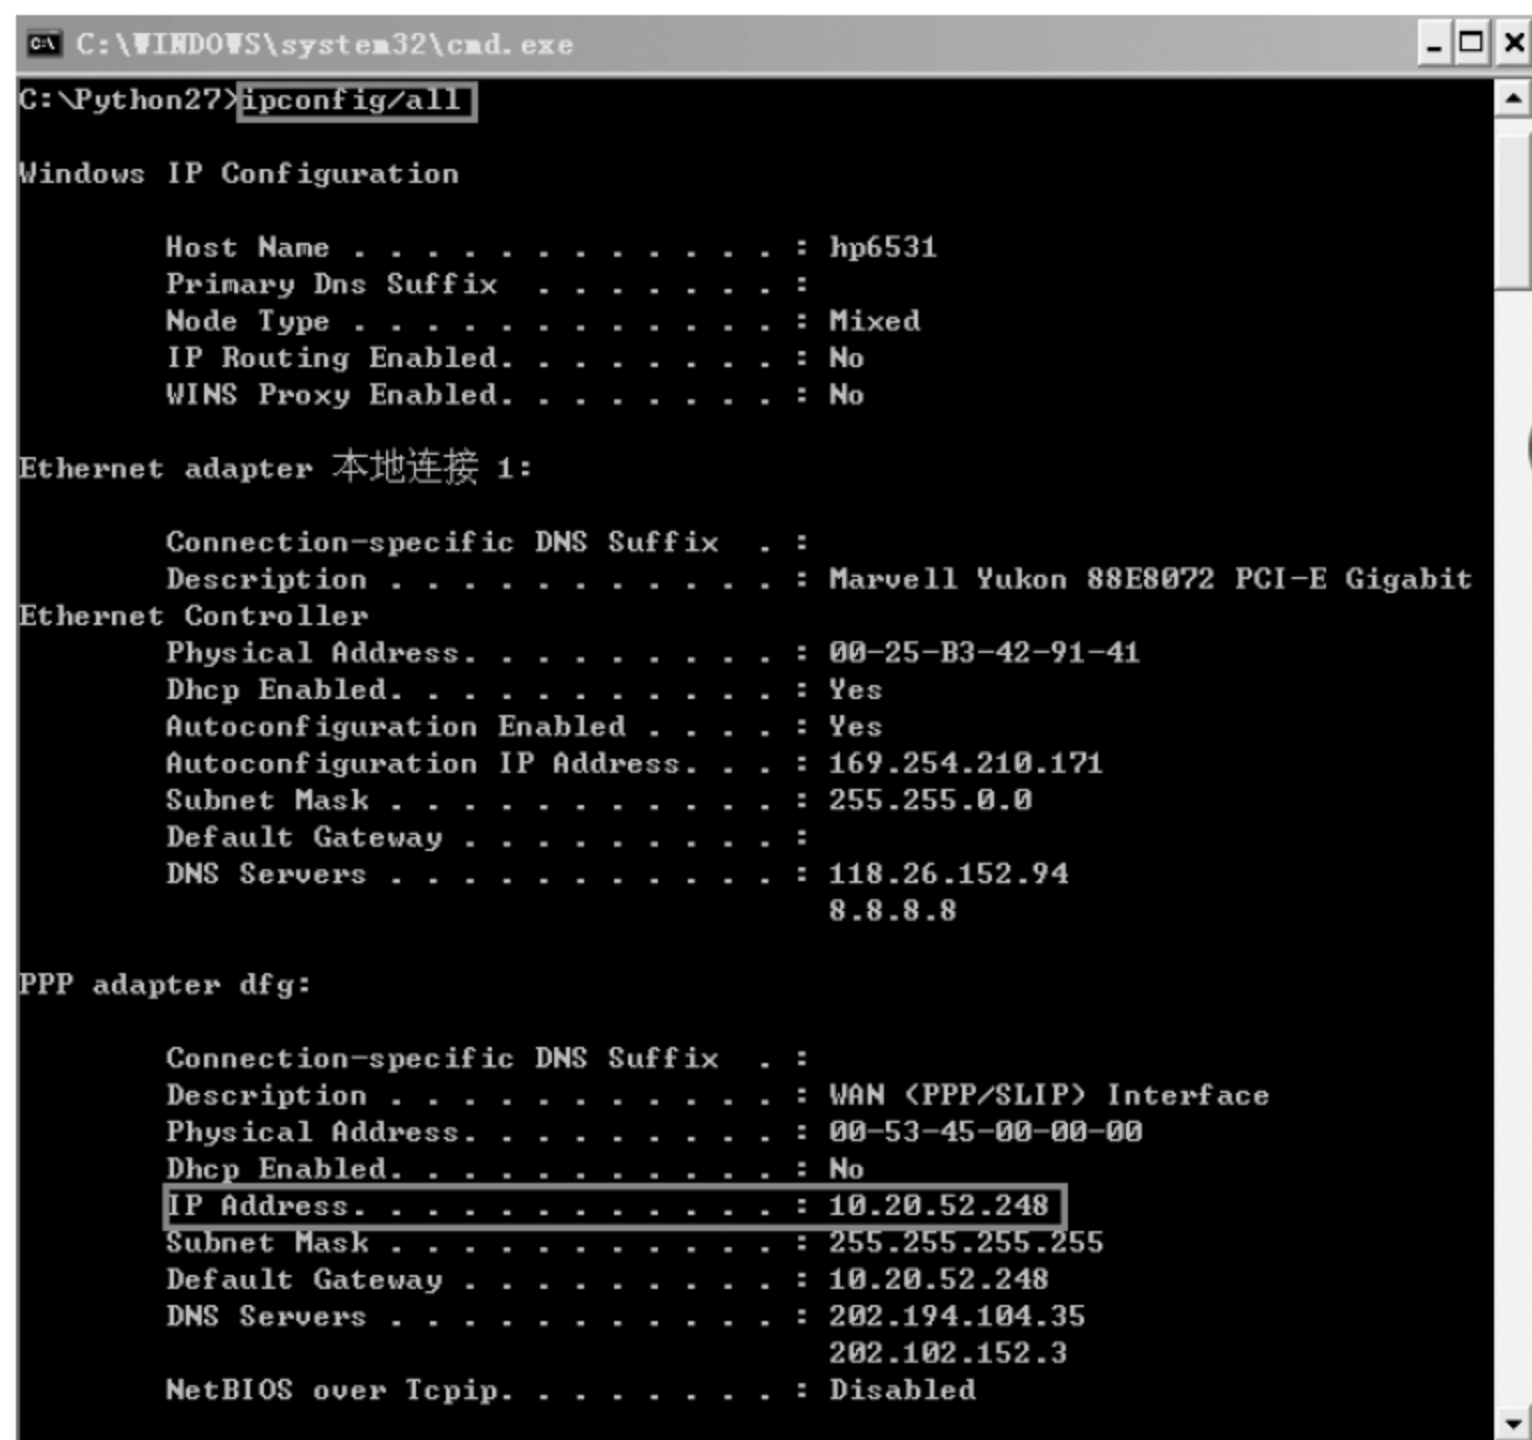 C:\WINDOWS\system32\cmd.exe
C:\Python27>ipconfig/all
Windows IP Configuration
Host Name . . . . . . . . . . . . : hp6531
Primary Dns Suffix  . . . . . . . :
Node Type . . . . . . . . . . . . : Mixed
IP Routing Enabled. . . . . . . . : No
WINS Proxy Enabled. . . . . . . . : No
Ethernet adapter 本地连接 1:
Connection-specific DNS Suffix  . :
Description . . . . . . . . . . . : Marvell Yukon 88E8072 PCI-E Gigabit
Ethernet Controller
Physical Address. . . . . . . . . : 00-25-B3-42-91-41
Dhcp Enabled. . . . . . . . . . . : Yes
Autoconfiguration Enabled . . . . : Yes
Autoconfiguration IP Address. . . : 169.254.210.171
Subnet Mask . . . . . . . . . . . : 255.255.0.0
Default Gateway . . . . . . . . . :
DNS Servers . . . . . . . . . . . : 118.26.152.94
8.8.8.8
PPP adapter dfg:
Connection-specific DNS Suffix  . :
Description . . . . . . . . . . . : WAN (PPP/SLIP) Interface
Physical Address. . . . . . . . . : 00-53-45-00-00-00
Dhcp Enabled. . . . . . . . . . . : No
IP Address. . . . . . . . . . . . : 10.20.52.248
Subnet Mask . . . . . . . . . . . : 255.255.255.255
Default Gateway . . . . . . . . . : 10.20.52.248
DNS Servers . . . . . . . . . . . : 202.194.104.35
202.102.152.3
NetBIOS over Tcpip. . . . . . . . : Disabled